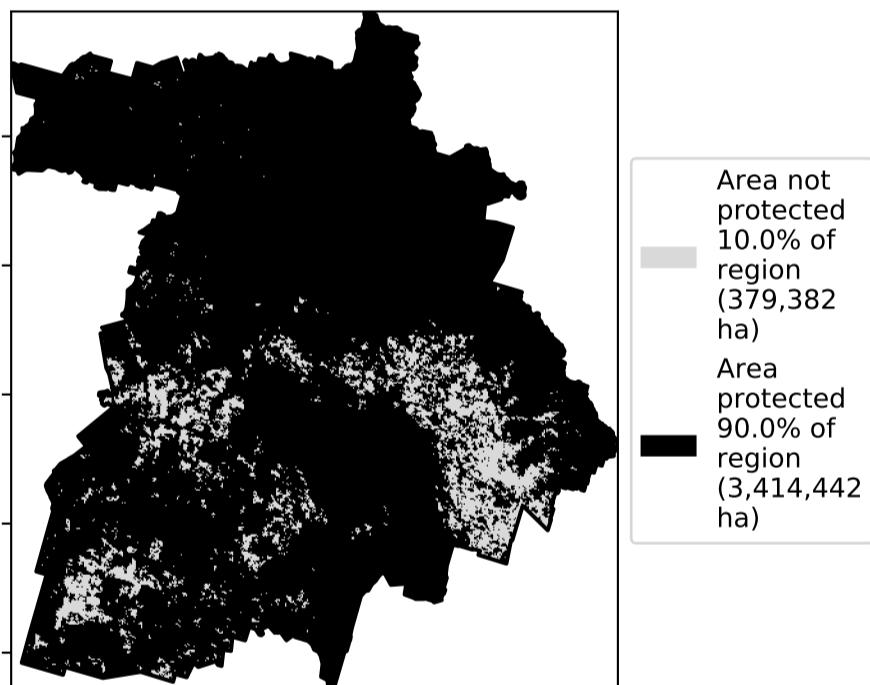 Area not
protected
10.0% of
region
(379,382
ha)
Area
protected
90.0% of
region
(3,414,442
ha)